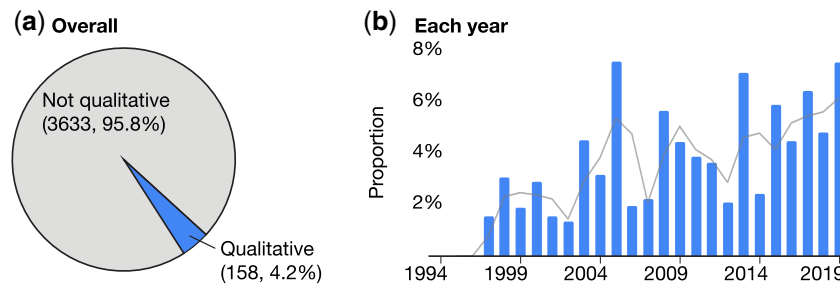 (a) Overall
Not qualitative
(3633, 95.8%)
Qualitative
(158, 4.2%)
(b) Each year
8%
6%
4%
2%
Proportion
1994 1999 2004 2009 2014 2019